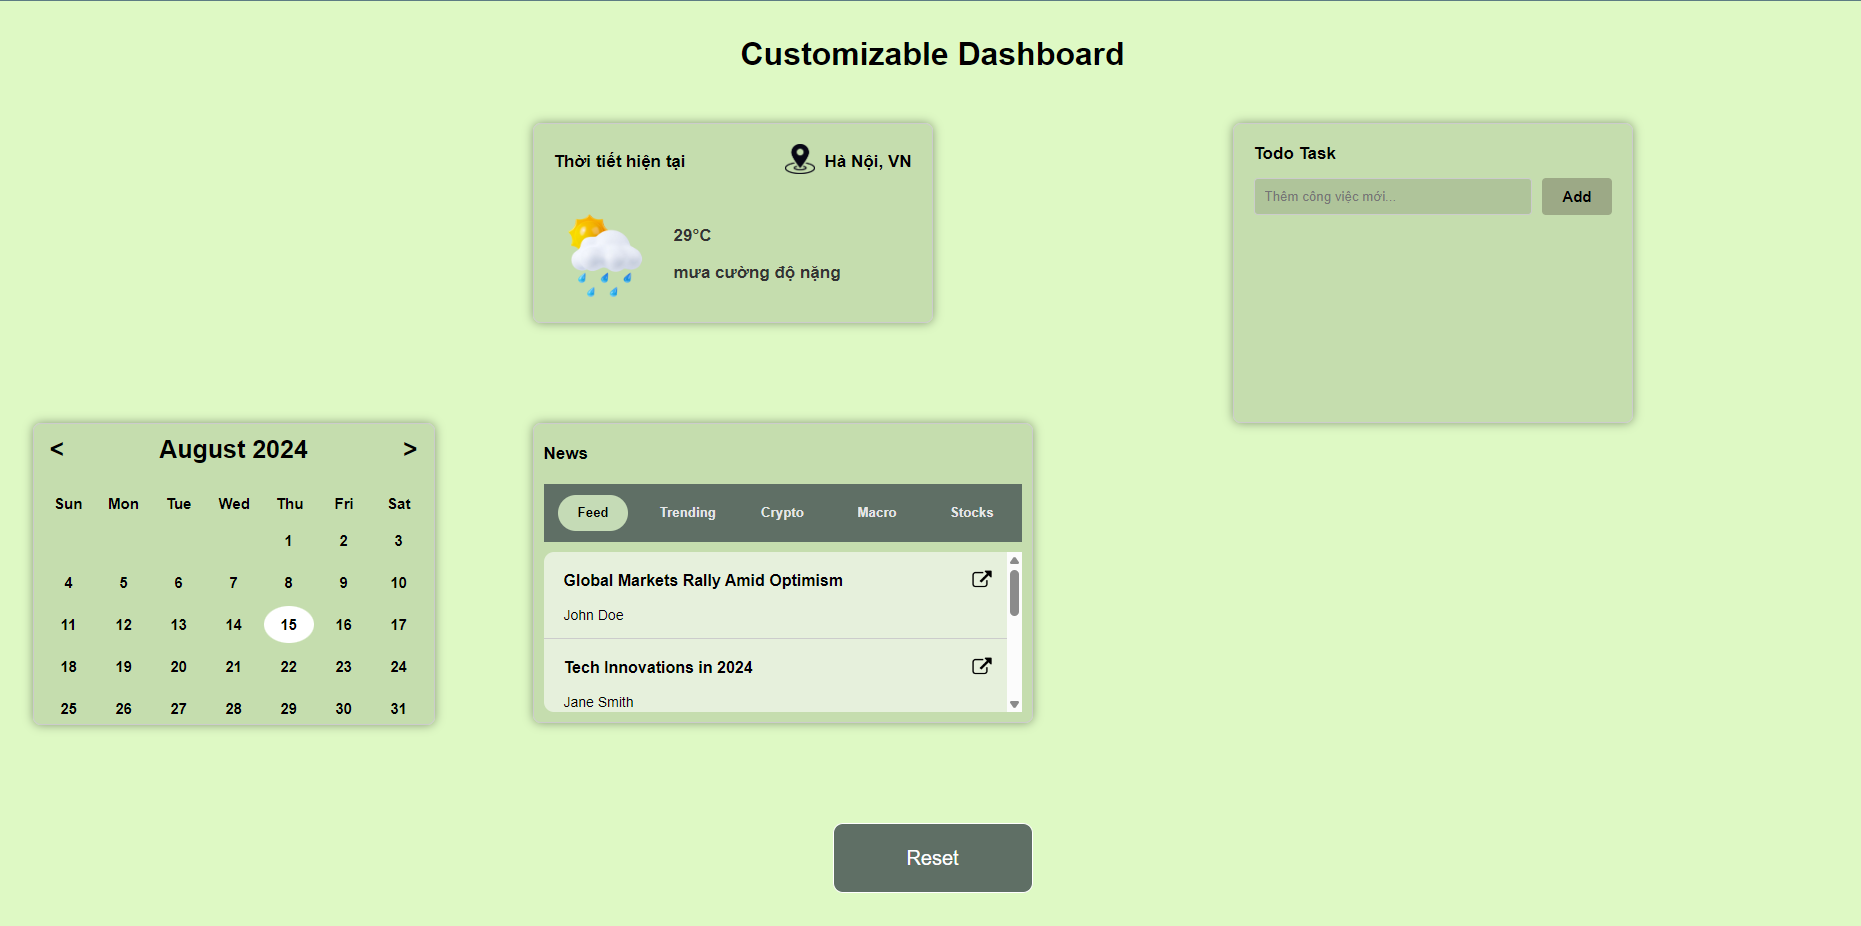 Customizable Dashboard
Thời tiết hiện tại
Hà Nội, VN
29°C
mưa cường độ nặng
Todo Task
Thêm công việc mới...
Add
< August 2024 >
Sun Mon Tue Wed Thu Fri Sat
1 2 3
4 5 6 7 8 9 10
11 12 13 14 15 16 17
18 19 20 21 22 23 24
25 26 27 28 29 30 31
News
Feed Trending Crypto Macro Stocks
Global Markets Rally Amid Optimism
John Doe
Tech Innovations in 2024
Jane Smith
Reset